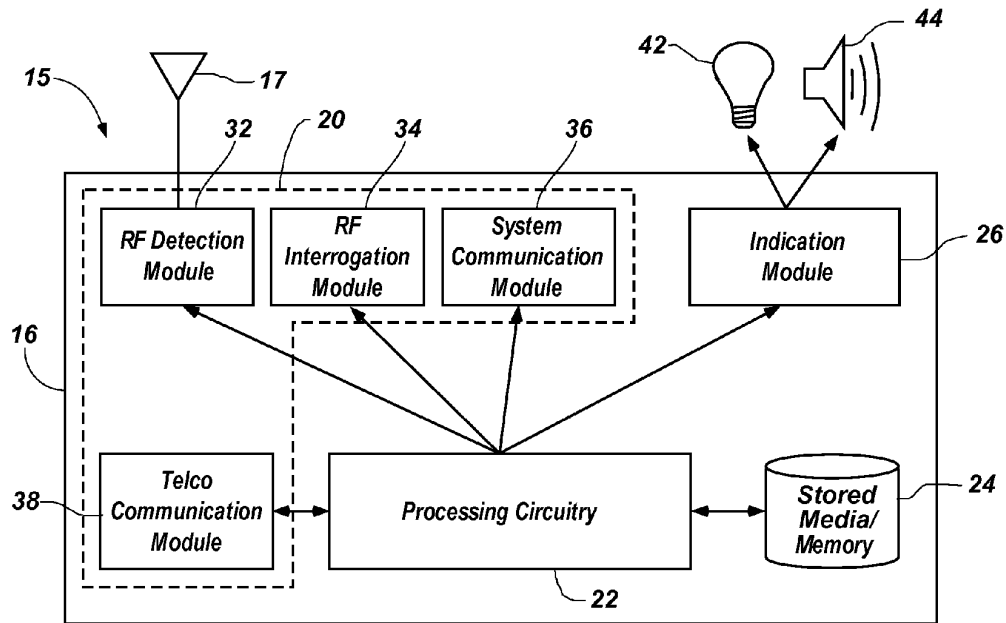 42
44
15
17
20
32
34
36
RF Detection
Module
RF
Interrogation
Module
System
Communication
Module
Indication
Module
26
16
Telco
Communication
Module
38
Processing Circuitry
Stored
Media/
Memory
24
22